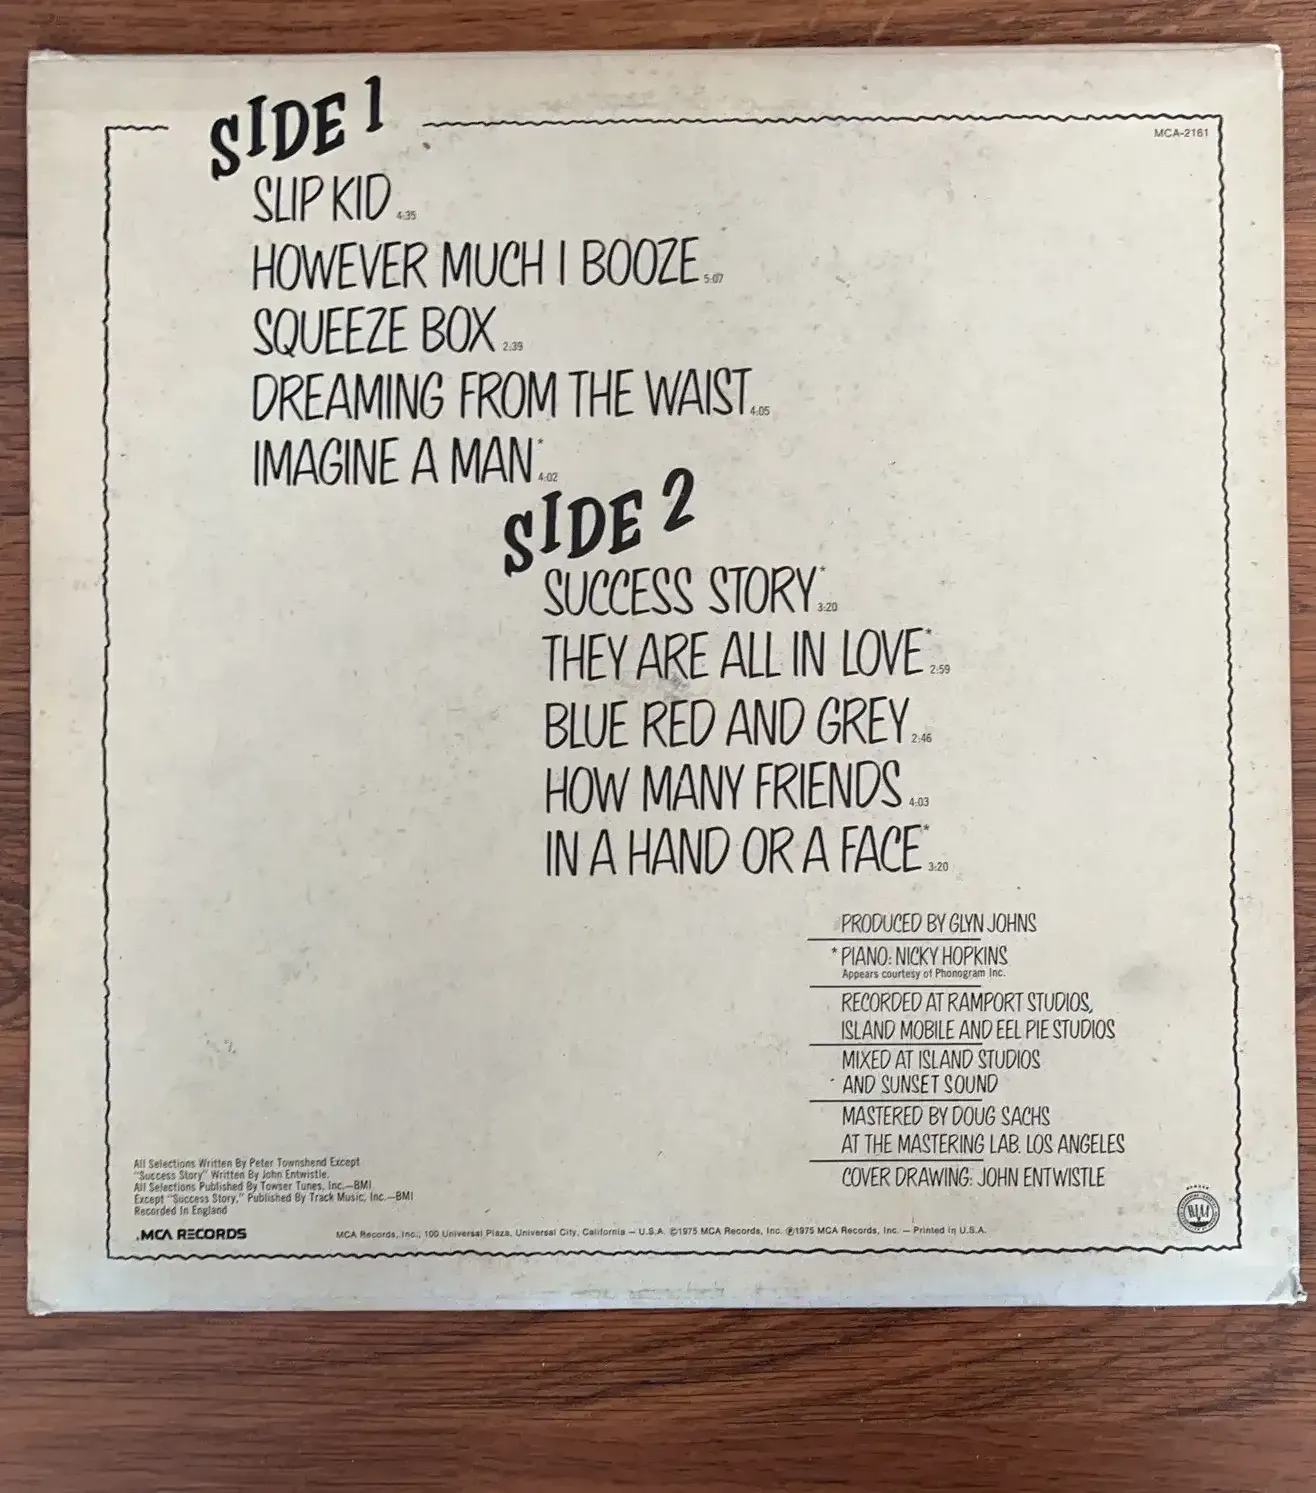 SIDE 1
MCA-2161
SLIP KID 4:35
HOWEVER MUCH I BOOZE 5:07
SQUEEZE BOX 2:39
DREAMING FROM THE WAIST 4:05
IMAGINE A MAN* 4:02
SIDE 2
SUCCESS STORY* 3:20
THEY ARE ALL IN LOVE* 2:59
BLUE RED AND GREY 2:46
HOW MANY FRIENDS 4:03
IN A HAND OR A FACE* 3:20
PRODUCED BY GLYN JOHNS
* PIANO: NICKY HOPKINS
Appears courtesy of Phonogram Inc.
RECORDED AT RAMPORT STUDIOS,
ISLAND MOBILE AND EEL PIE STUDIOS
MIXED AT ISLAND STUDIOS
AND SUNSET SOUND
MASTERED BY DOUG SACHS
AT THE MASTERING LAB. LOS ANGELES
COVER DRAWING: JOHN ENTWISTLE
All Selections Written By Peter Townshend Except
"Success Story" Written By John Entwistle.
All Selections Published By Towser Tunes, Inc.—BMI
Except "Success Story," Published By Track Music, Inc.—BMI
Recorded In England
MCA RECORDS
MCA Records, Inc., 100 Universal Plaza, Universal City, California — U.S.A. ©1975 MCA Records, Inc. ℗1975 MCA Records, Inc. — Printed in U.S.A.
RIAA